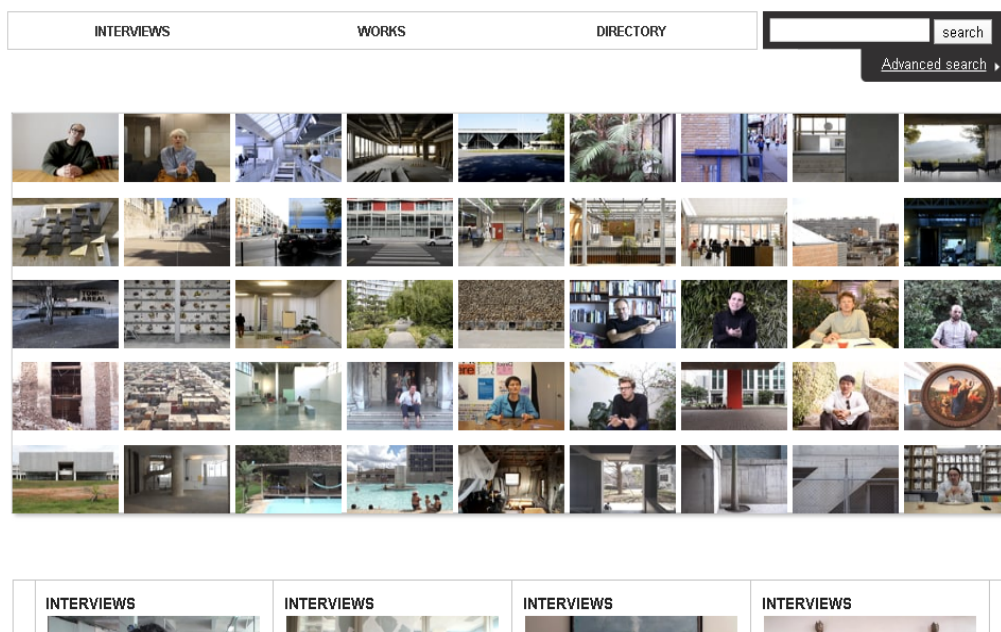 INTERVIEWS WORKS DIRECTORY
search
Advanced search
INTERVIEWS INTERVIEWS INTERVIEWS INTERVIEWS